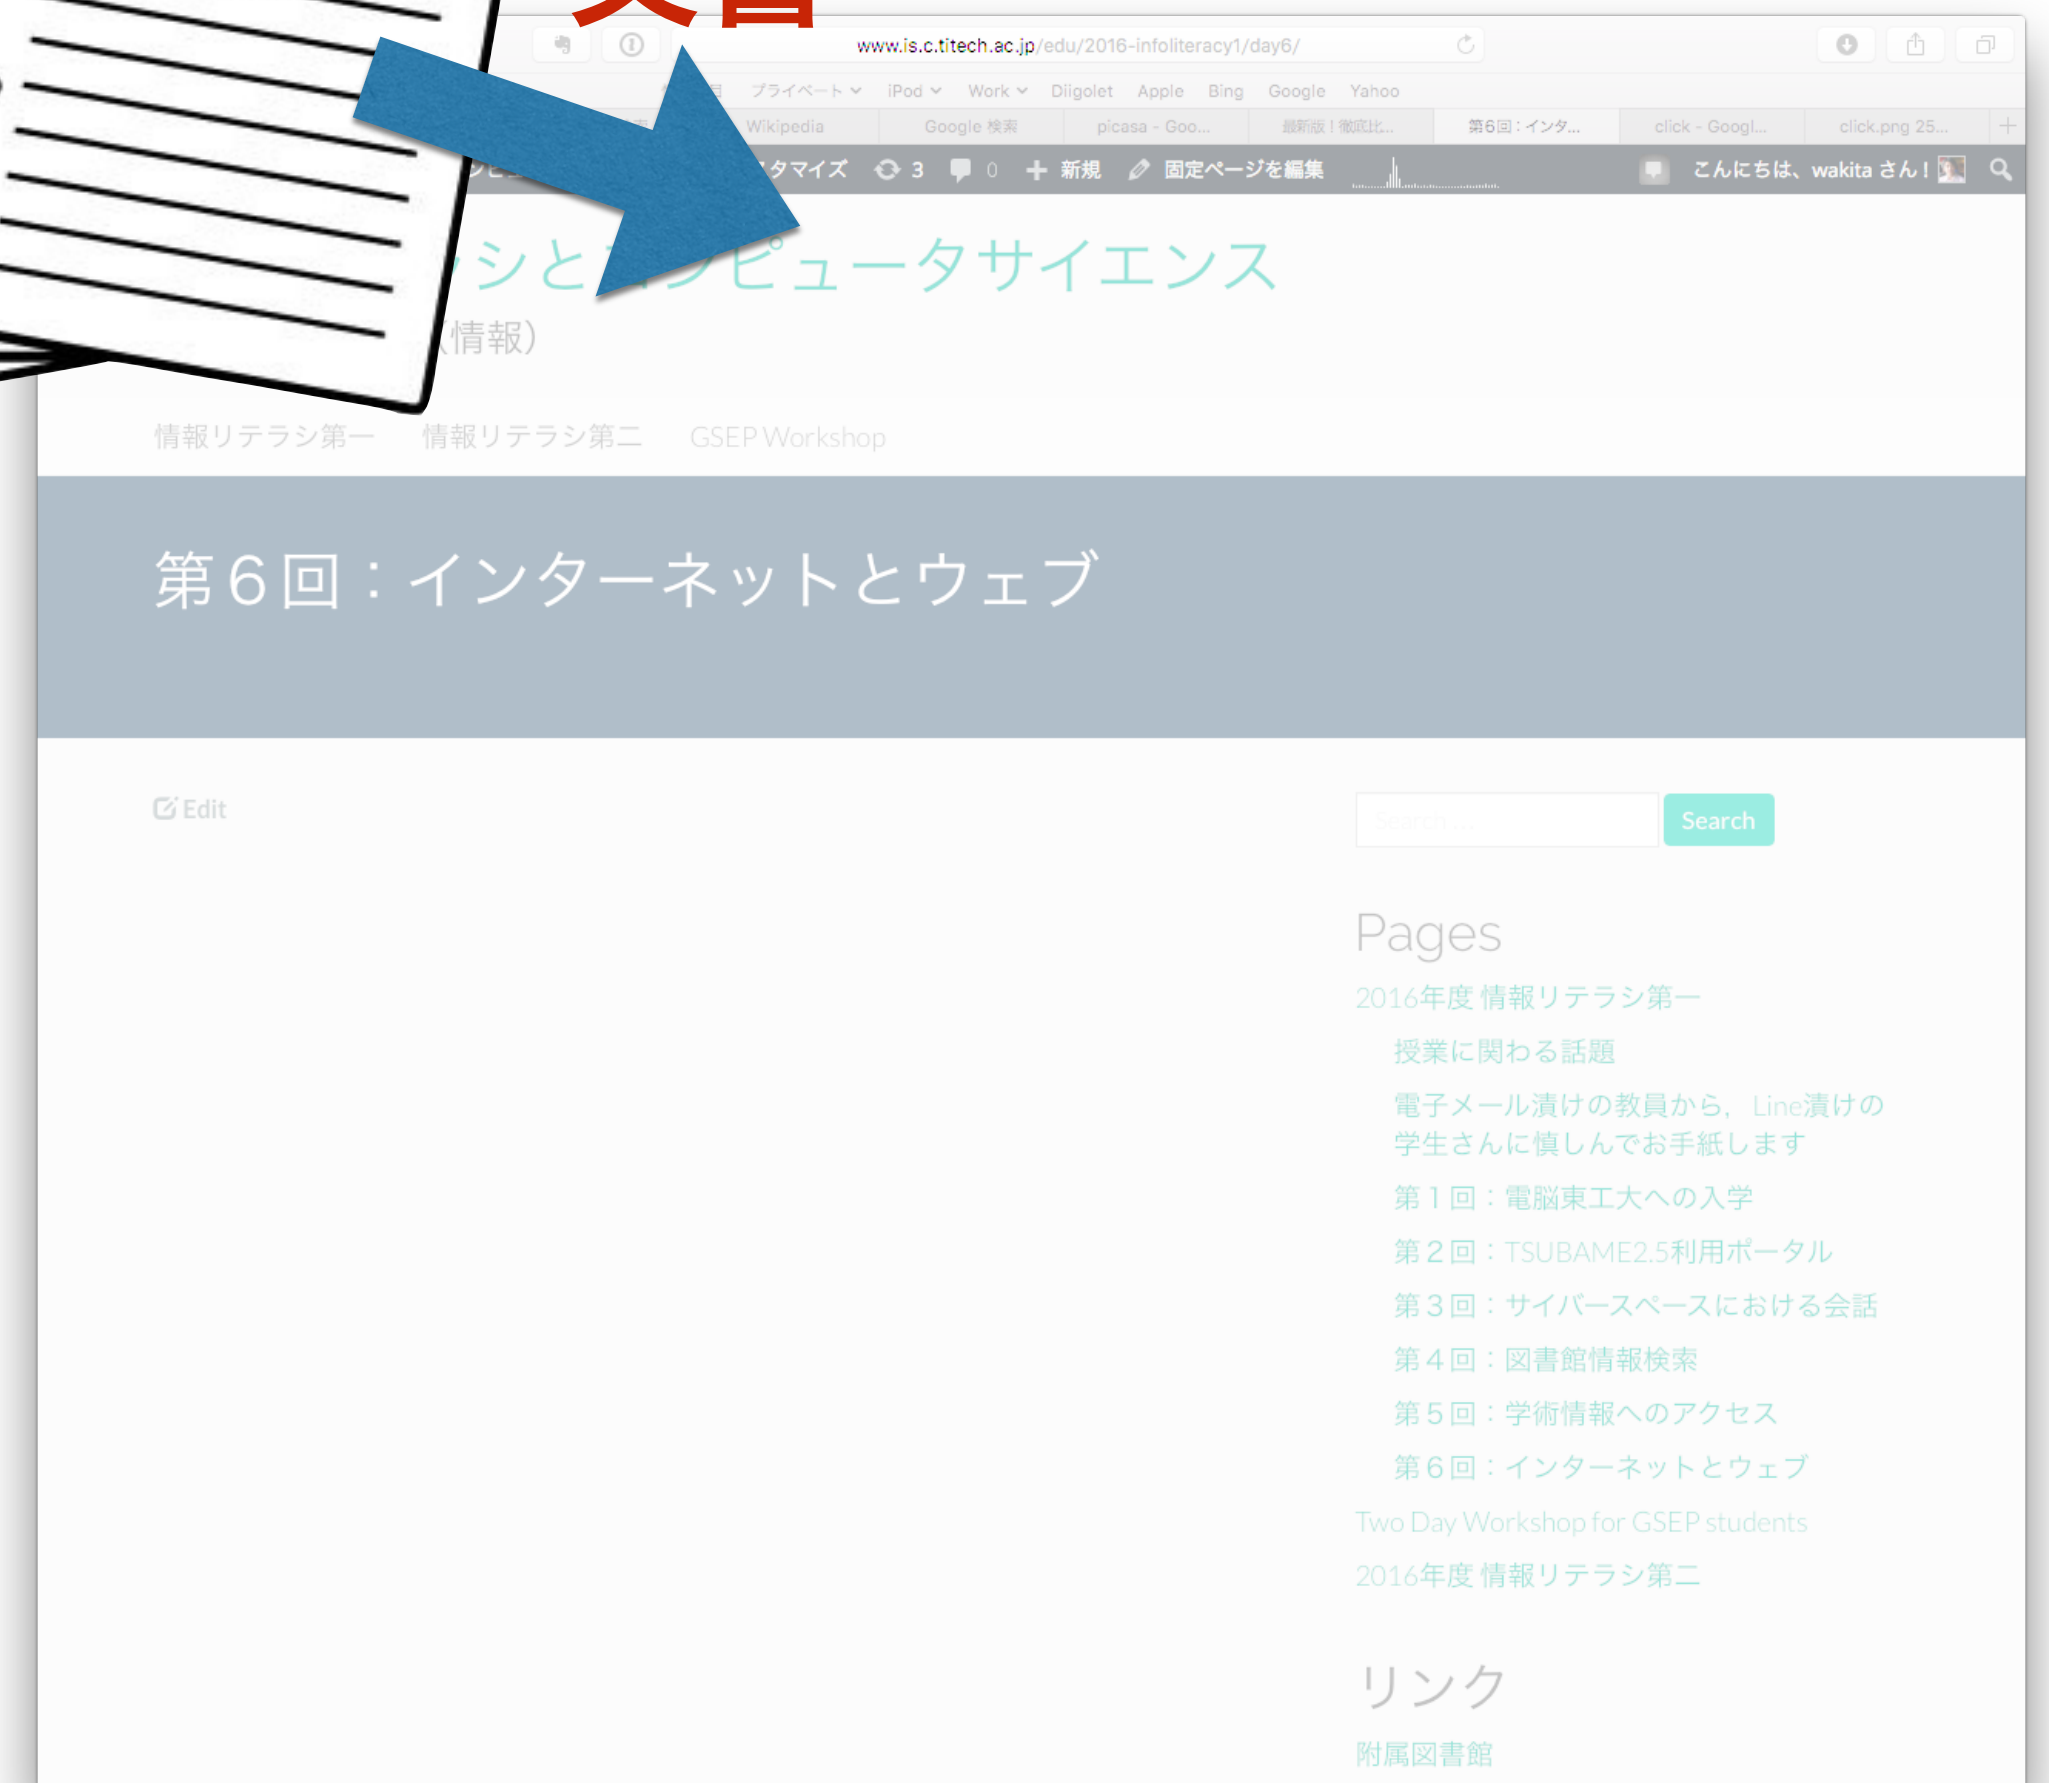 www.is.c.titech.ac.jp/edu/2016-infoliteracy1/day6/
プライベート iPod Work Diigolet Apple Bing Google Yahoo
Wikipedia Google 検索 picasa - Goo... 最新版！徹底比... 第6回：インタ... click - Googl... click.png 25...
タマイズ 3 0 新規 固定ページを編集 こんにちは、wakita さん！
シとコンピュータサイエンス
（情報）
情報リテラシ第一 情報リテラシ第二 GSEP Workshop
第６回：インターネットとウェブ
Edit
Search ...
Search
Pages
2016年度 情報リテラシ第一
授業に関わる話題
電子メール漬けの教員から，Line漬けの
学生さんに慎しんでお手紙します
第１回：電脳東工大への入学
第２回：TSUBAME2.5利用ポータル
第３回：サイバースペースにおける会話
第４回：図書館情報検索
第５回：学術情報へのアクセス
第６回：インターネットとウェブ
Two Day Workshop for GSEP students
2016年度 情報リテラシ第二
リンク
附属図書館